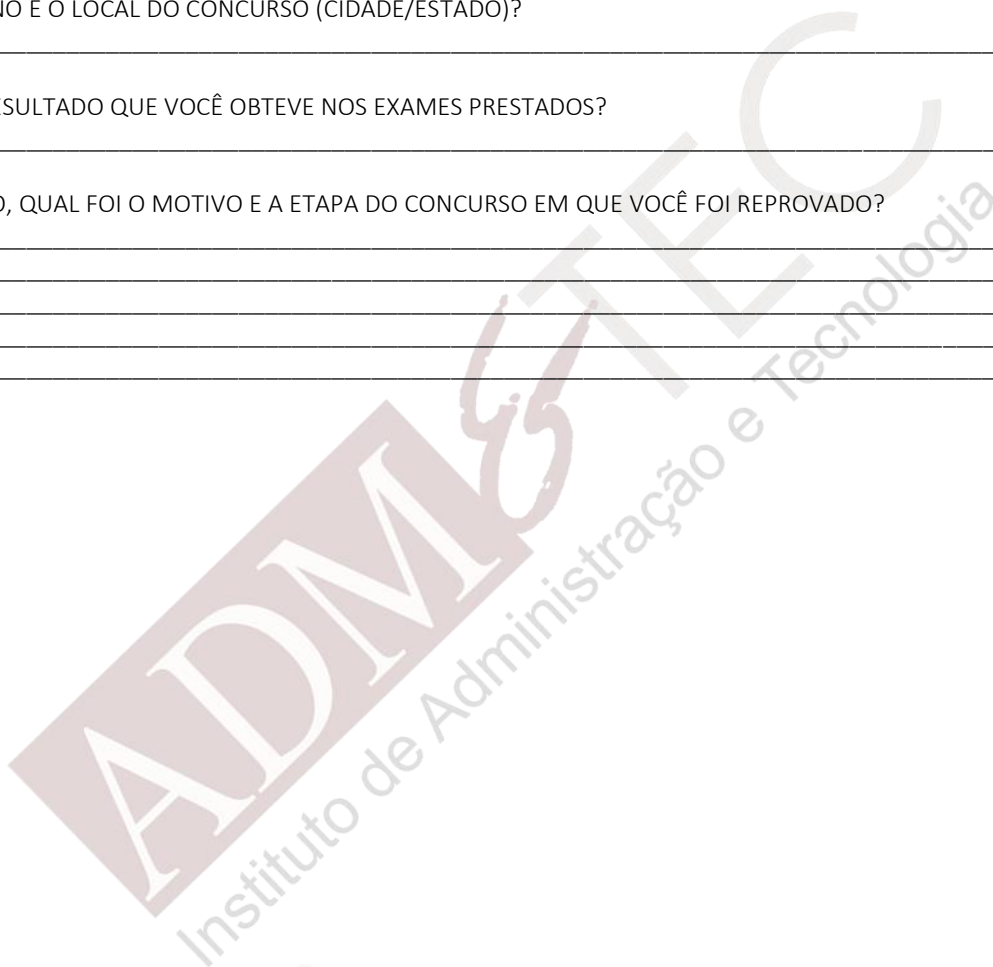 NO E O LOCAL DO CONCURSO (CIDADE/ESTADO)?
ESULTADO QUE VOCÊ OBTEVE NOS EXAMES PRESTADOS?
O, QUAL FOI O MOTIVO E A ETAPA DO CONCURSO EM QUE VOCÊ FOI REPROVADO?
ADM&TEC
Instituto de Administração e Tecnologia